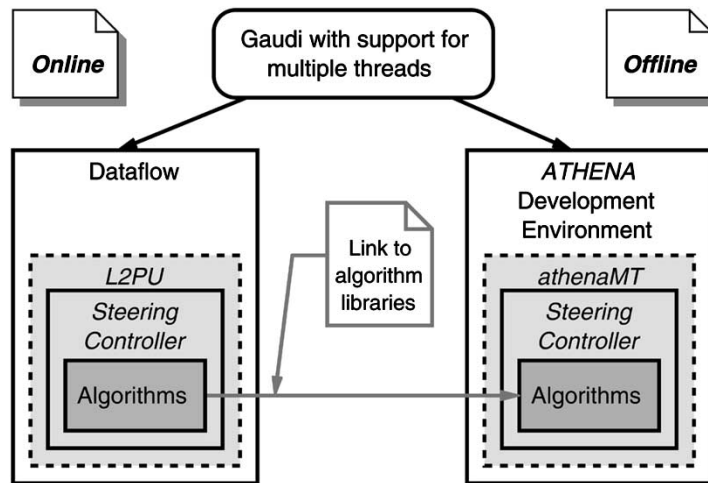 Online
Gaudi with support for
multiple threads
Offline
Dataflow
L2PU
Steering
Controller
Algorithms
Link to
algorithm
libraries
ATHENA
Development
Environment
athenaMT
Steering
Controller
Algorithms